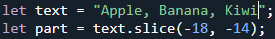 let text = "Apple, Banana, Kiwi";
let part = text.slice(-18, -14);